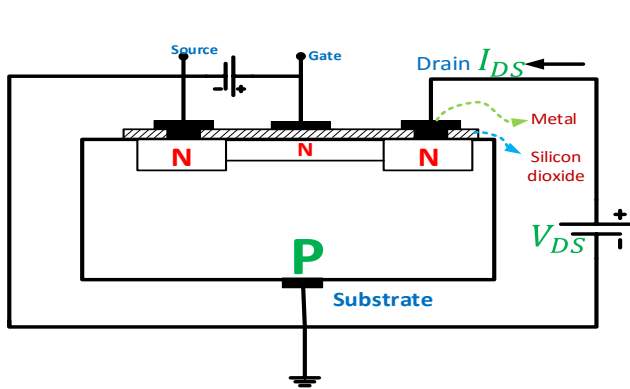 Source
Gate
Drain I_DS
- +
Metal
N N N
Silicon
dioxide
+
V_DS
-
P
Substrate